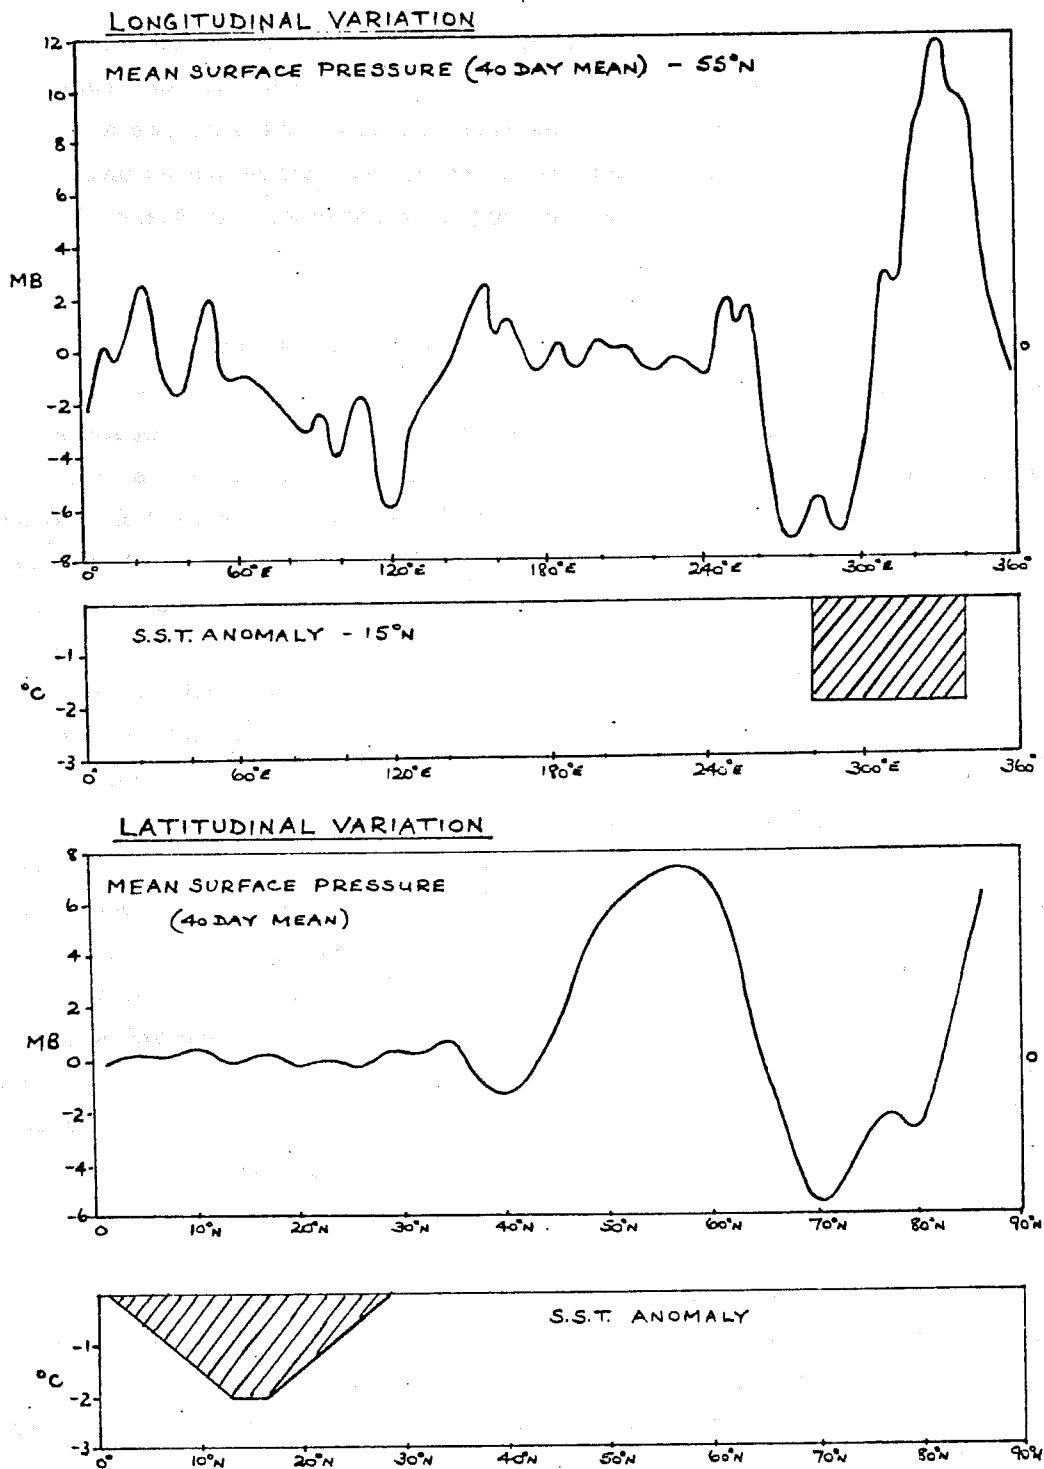 LONGITUDINAL VARIATION
MEAN SURFACE PRESSURE (40 DAY MEAN) - 55°N
12
10
8
6
4
MB
2
0
0
-2
-4
-6
-8
0° 60°E 120°E 180°E 240°E 300°E 360°
S.S.T. ANOMALY - 15°N
-1
°C
-2
-3
0° 60°E 120°E 180°E 240°E 300°E 360°
LATITUDINAL VARIATION
8
MEAN SURFACE PRESSURE
6
(40 DAY MEAN)
4
2
MB
0
0
-2
-4
-6
0 10°N 20°N 30°N 40°N 50°N 60°N 70°N 80°N 90°N
S.S.T. ANOMALY
-1
°C
-2
-3
0° 10°N 20°N 30°N 40°N 50°N 60°N 70°N 80°N 90°N